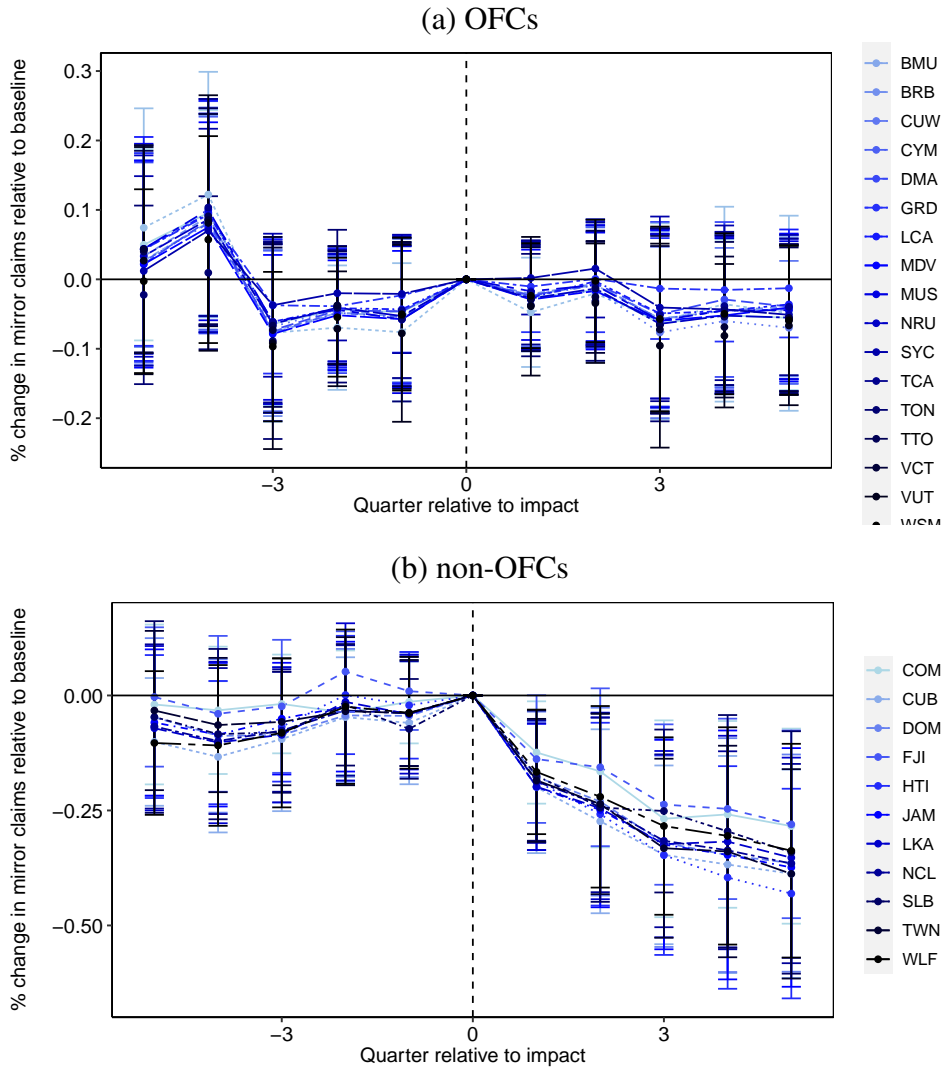 (a) OFCs
% change in mirror claims relative to baseline
0.3
0.2
0.1
0.0
−0.1
−0.2
−3
0
3
Quarter relative to impact
BMU
BRB
CUW
CYM
DMA
GRD
LCA
MDV
MUS
NRU
SYC
TCA
TON
TTO
VCT
VUT
WSM
(b) non-OFCs
% change in mirror claims relative to baseline
0.00
−0.25
−0.50
−3
0
3
Quarter relative to impact
COM
CUB
DOM
FJI
HTI
JAM
LKA
NCL
SLB
TWN
WLF